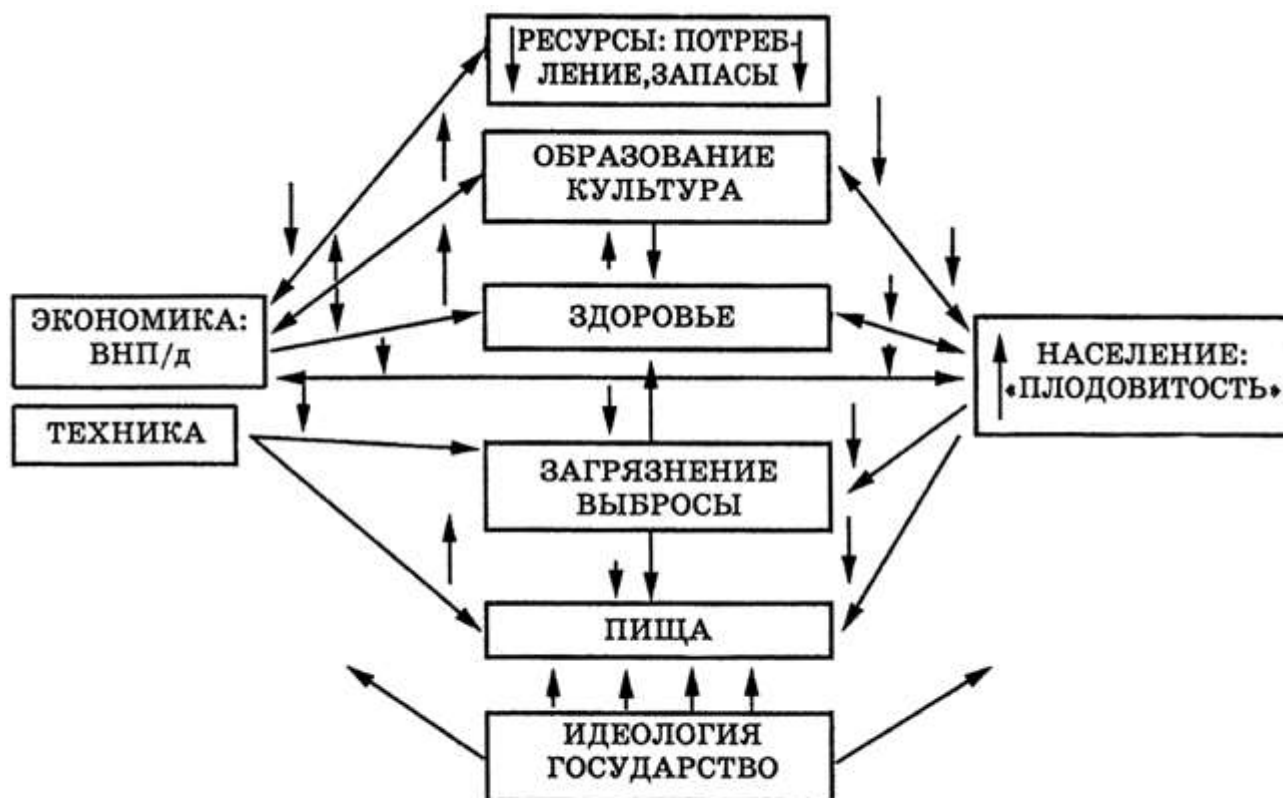 РЕСУРСЫ: ПОТРЕБ-
ЛЕНИЕ,ЗАПАСЫ
ОБРАЗОВАНИЕ
КУЛЬТУРА
ЗДОРОВЬЕ
ЭКОНОМИКА:
ВНП/д
ТЕХНИКА
НАСЕЛЕНИЕ:
«ПЛОДОВИТОСТЬ»
ЗАГРЯЗНЕНИЕ
ВЫБРОСЫ
ПИЩА
ИДЕОЛОГИЯ
ГОСУДАРСТВО